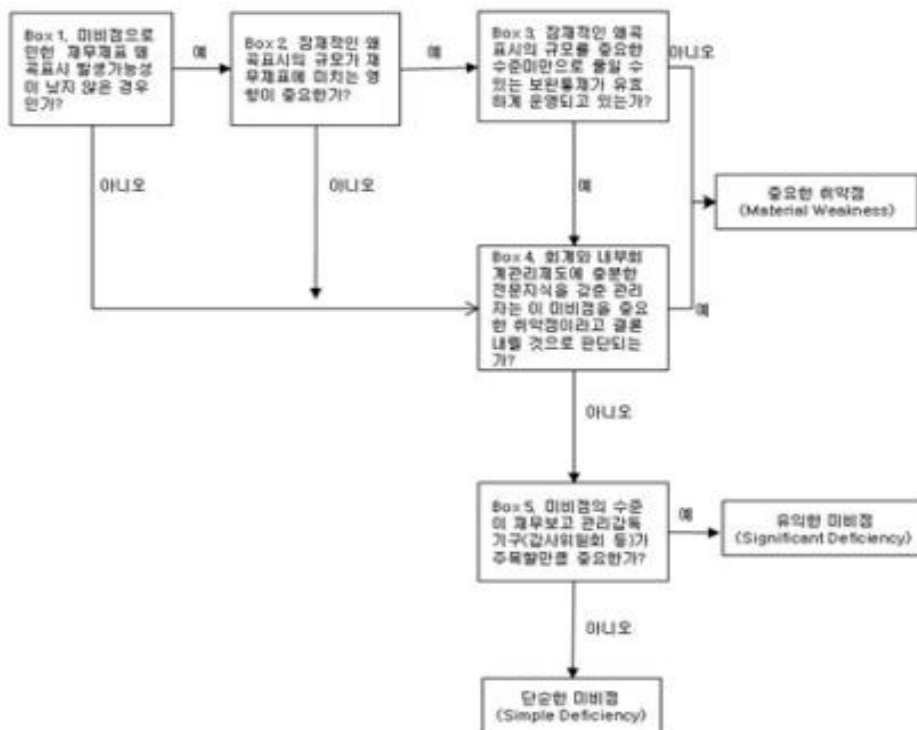 Box 1, 미비점으로
인한 재무제표 왜
곡표시 발생가능성
이 낮지 않은 경우
인가?
예
Box 2, 잠재적인 왜
곡표시의 규모가 재
무제표에 미치는 영
향이 중요한가?
예
Box 3, 잠재적인 왜곡
표시의 규모를 중요한
수준미만으로 줄일 수
있는 보완통제가 유효
하게 운영되고 있는가?
아니오
아니오
아니오
예
중요한 취약점
(Material Weakness)
Box 4, 회계와 내부회
계관리제도에 충분한
전문지식을 갖춘 관리
자는 이 미비점을 중요
한 취약점이라고 결론
내릴 것으로 판단되는
가?
예
아니오
Box 5, 미비점의 수준
이 재무보고 관리감독
기구(감사위원회 등)가
주목할만큼 중요한가?
예
유의한 미비점
(Significant Deficiency)
아니오
단순한 미비점
(Simple Deficiency)